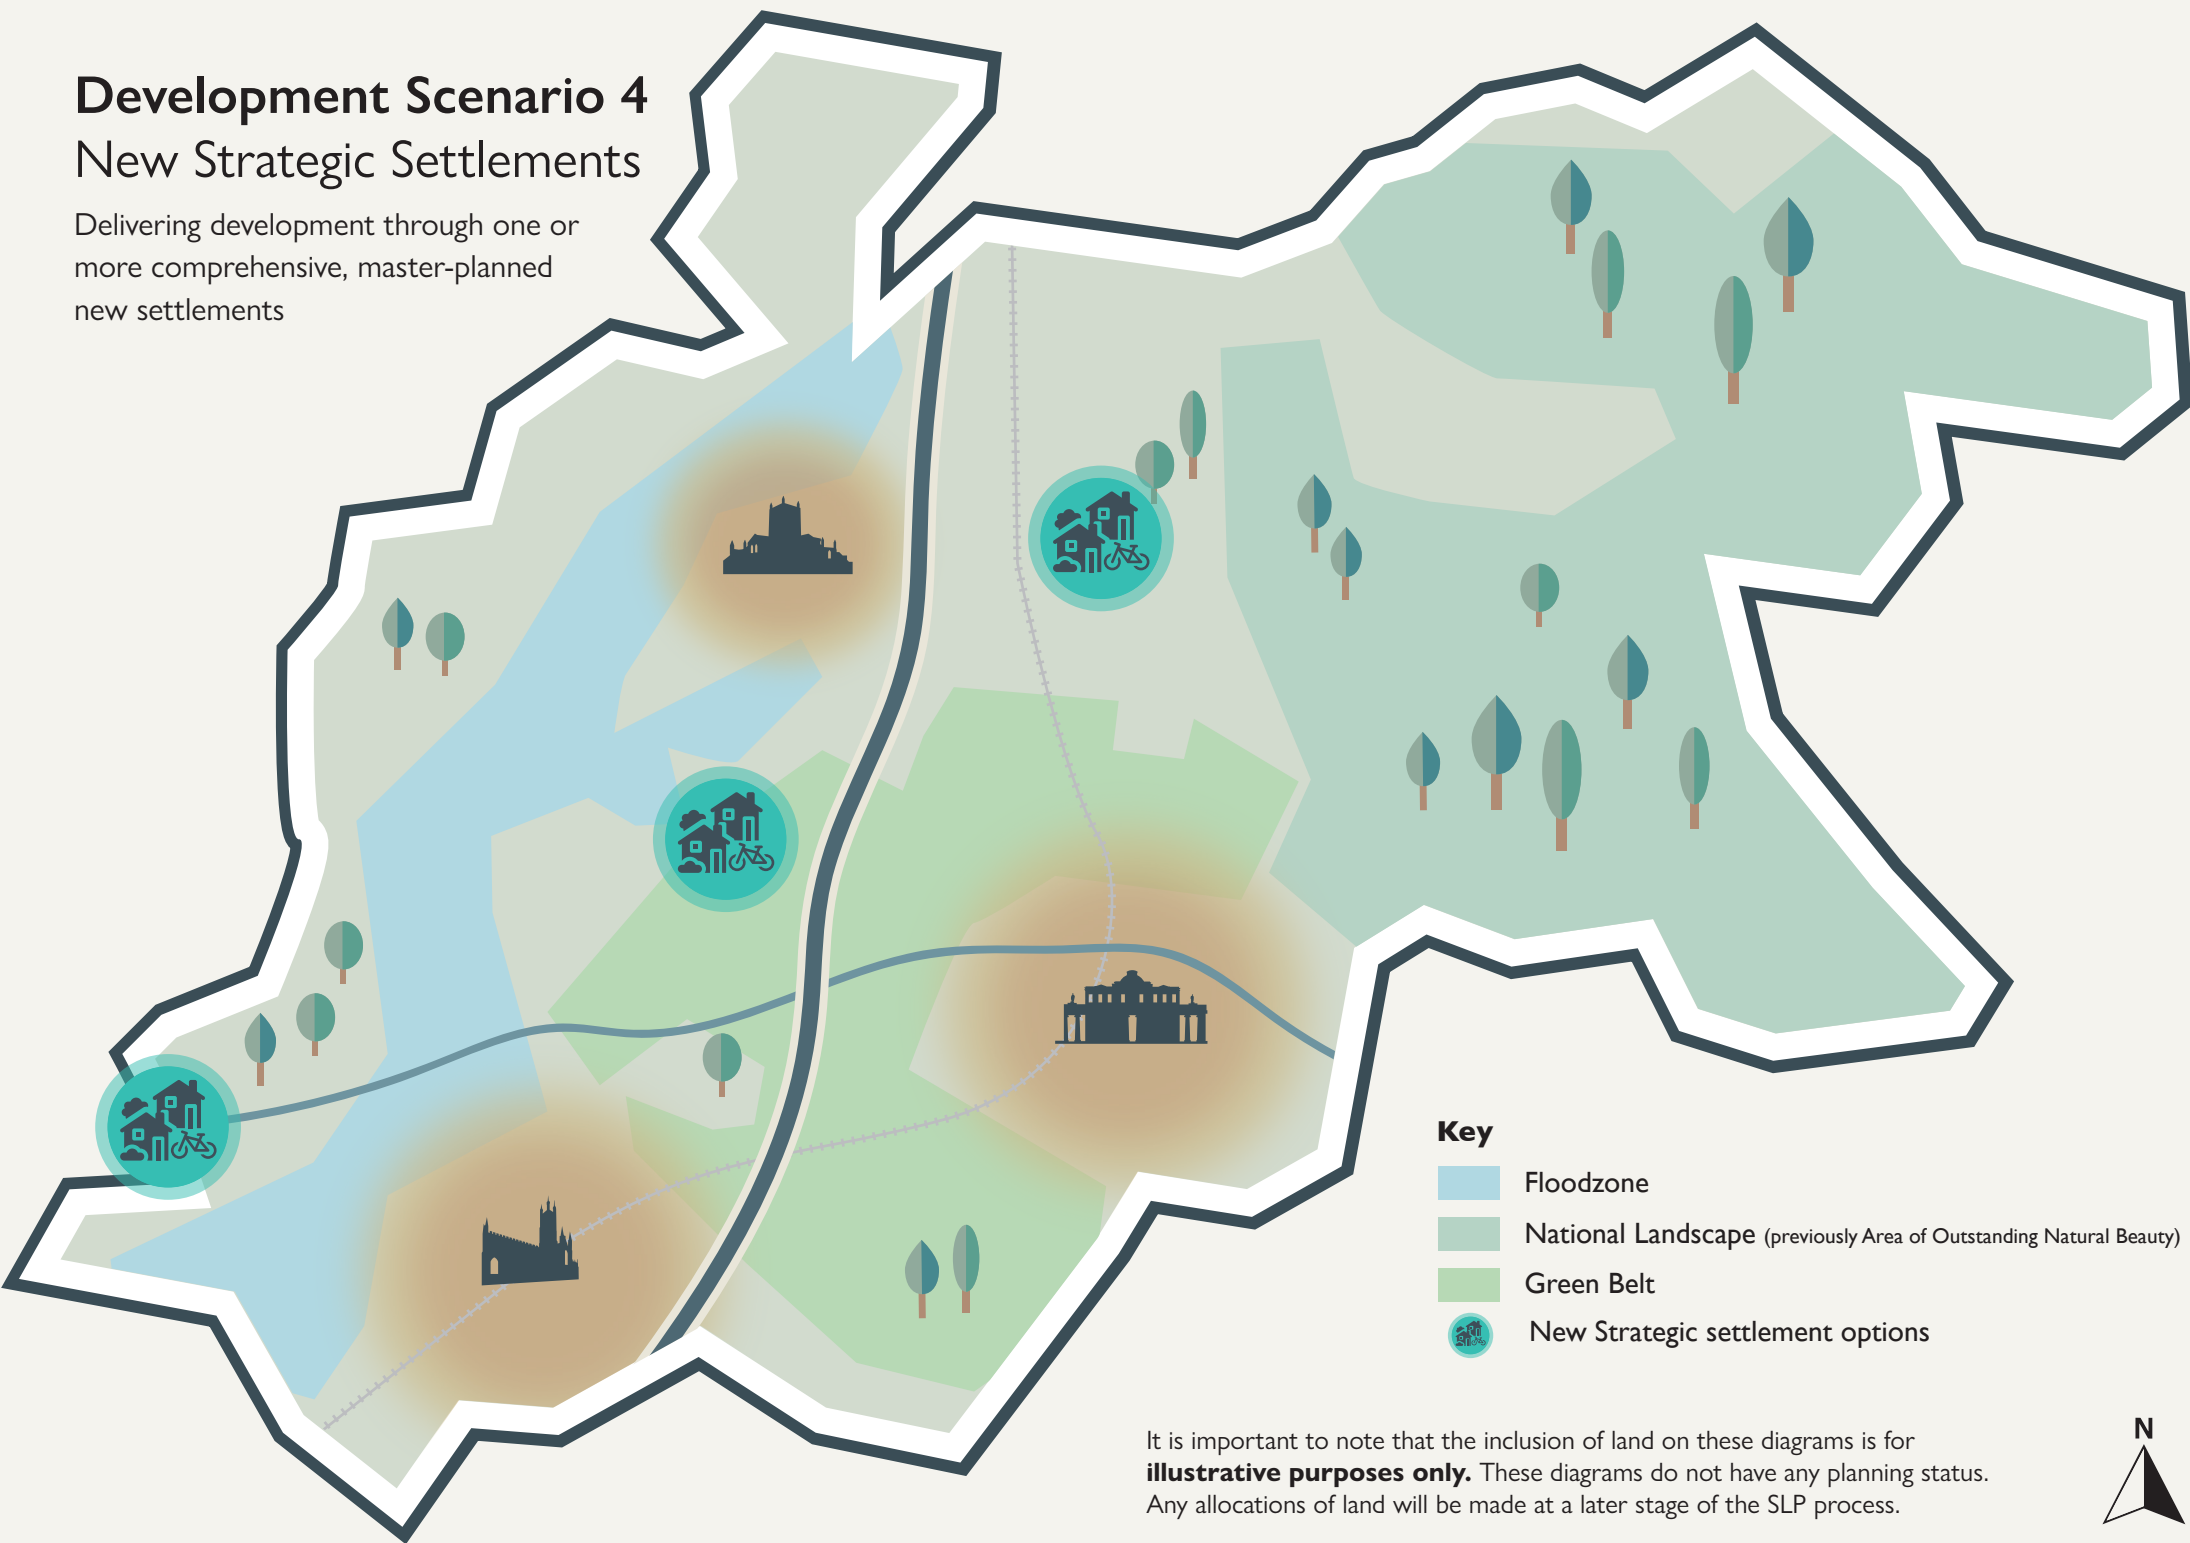 Development Scenario 4
New Strategic Settlements
Delivering development through one or
more comprehensive, master-planned
new settlements
Key
Floodzone
National Landscape (previously Area of Outstanding Natural Beauty)
Green Belt
New Strategic settlement options
It is important to note that the inclusion of land on these diagrams is for
illustrative purposes only. These diagrams do not have any planning status.
Any allocations of land will be made at a later stage of the SLP process.
N